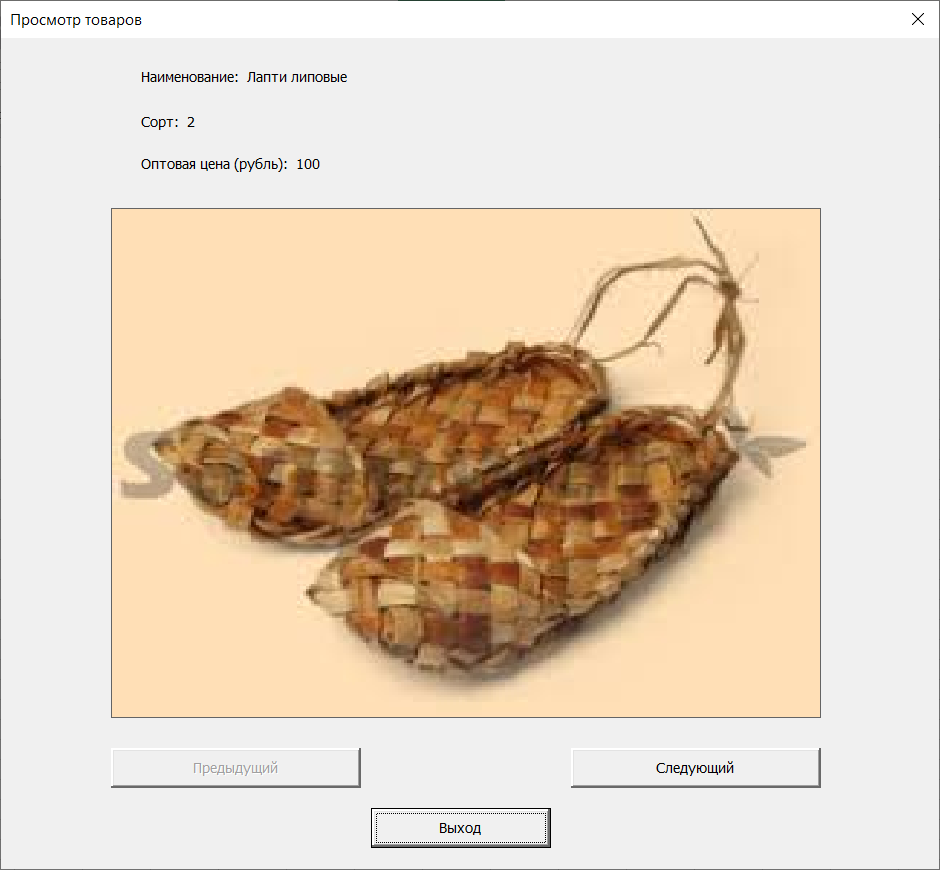 Просмотр товаров
Наименование: Лапти липовые
Сорт: 2
Оптовая цена (рубль): 100
Предыдущий
Следующий
Выход